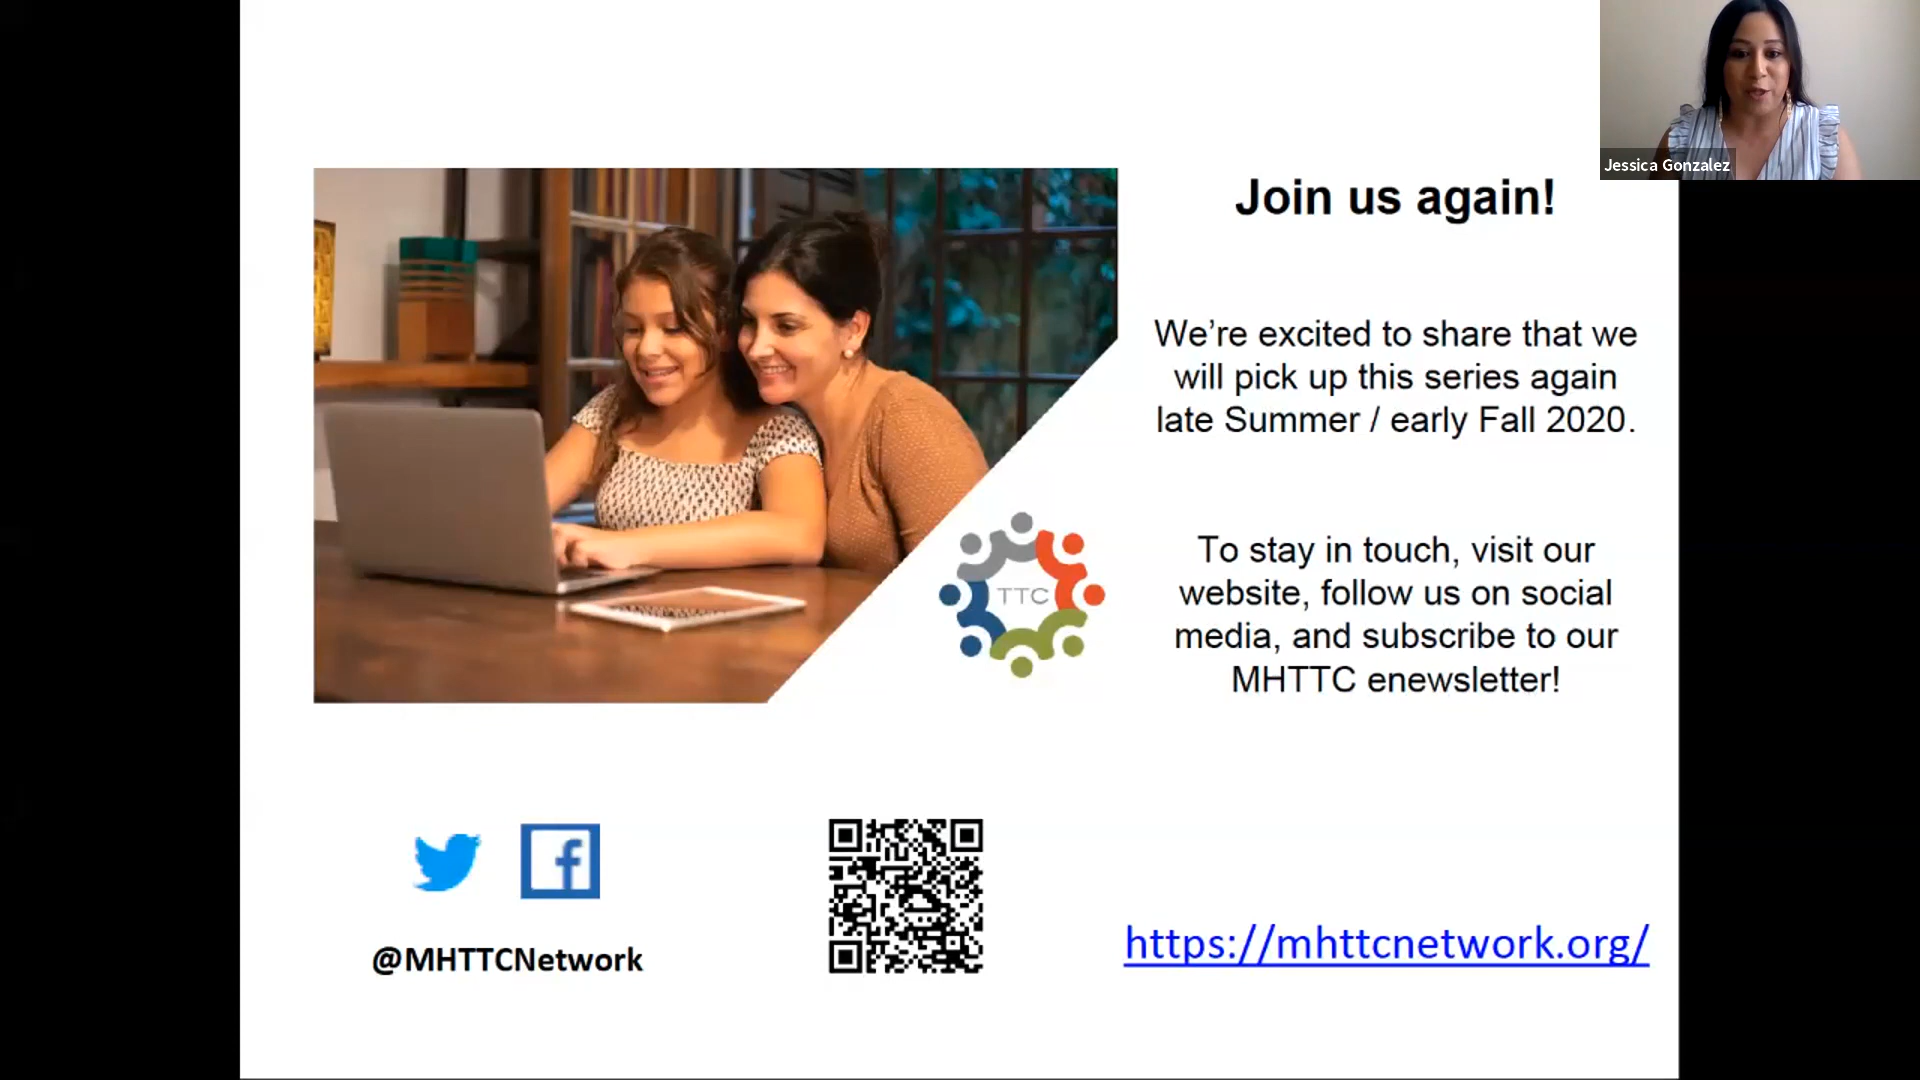 Jessica Gonzalez
Join us again!
We’re excited to share that we
will pick up this series again
late Summer / early Fall 2020.
TTC
To stay in touch, visit our
website, follow us on social
media, and subscribe to our
MHTTC enewsletter!
@MHTTCNetwork
https://mhttcnetwork.org/